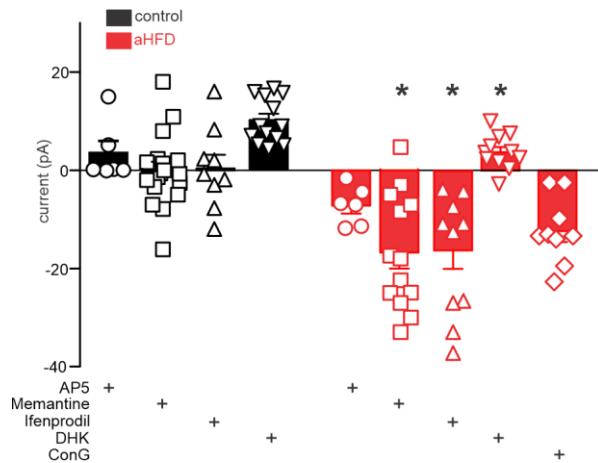 control
aHFD
current (pA)
20
0
-20
-40
* * *
AP5 + +
Memantine + +
Ifenprodil + +
DHK + +
ConG +